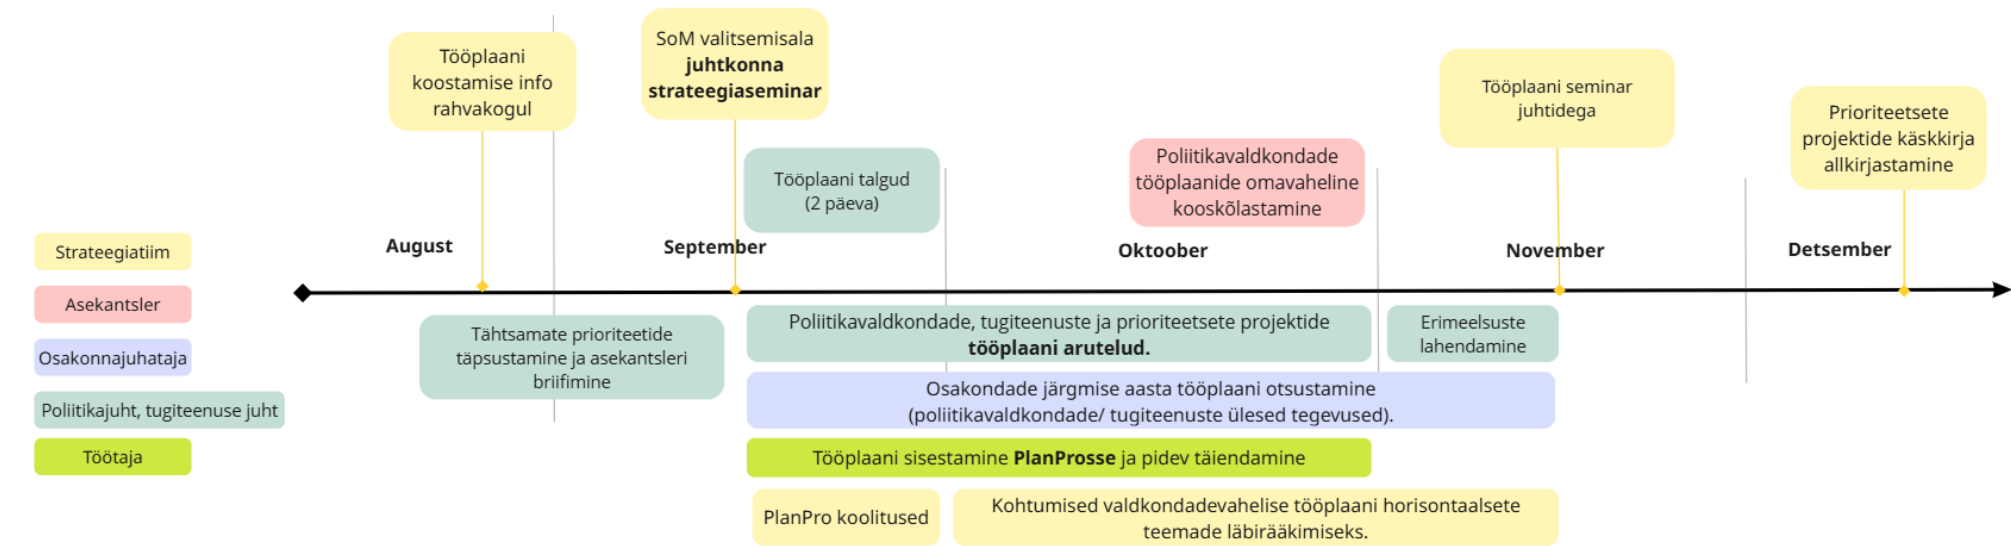 Tööplaani
koostamise info
rahvakogul
SoM valitsemisala
juhtkonna
strateegiaseminar
Tööplaani seminar
juhtidega
Prioriteetsete
projektide käskkirja
allkirjastamine
Tööplaani talgud
(2 päeva)
Poliitikavaldkondade
tööplaanide omavaheline
kooskõlastamine
August
September
Oktoober
November
Detsember
Strateegiatiim
Asekantsler
Osakonnajuhataja
Poliitikajuht, tugiteenuse juht
Töötaja
Tähtsamate prioriteetide
täpsustamine ja asekantsleri
briifimine
Poliitikavaldkondade, tugiteenuste ja prioriteetsete projektide
tööplaani arutelud.
Erimeelsuste
lahendamine
Osakondade järgmise aasta tööplaani otsustamine
(poliitikavaldkondade/ tugiteenuste ülesed tegevused).
Tööplaani sisestamine PlanProsse ja pidev täiendamine
PlanPro koolitused
Kohtumised valdkondadevahelise tööplaani horisontaalsete
teemade läbirääkimiseks.